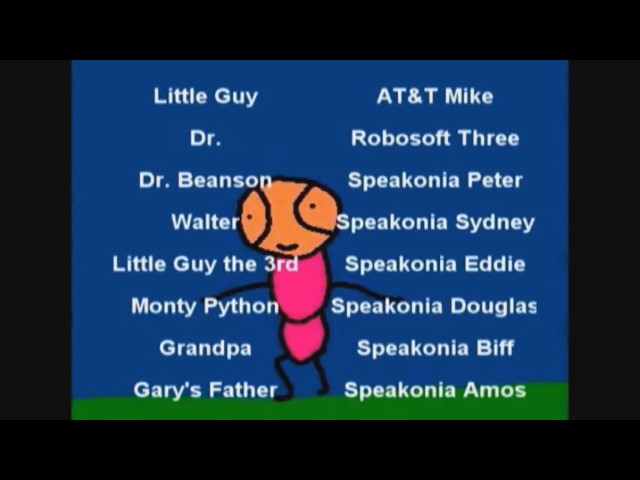 Little Guy AT&T Mike
Dr. Robosoft Three
Dr. Beanson Speakonia Peter
Walter Speakonia Sydney
Little Guy the 3rd Speakonia Eddie
Monty Python Speakonia Douglas
Grandpa Speakonia Biff
Gary's Father Speakonia Amos